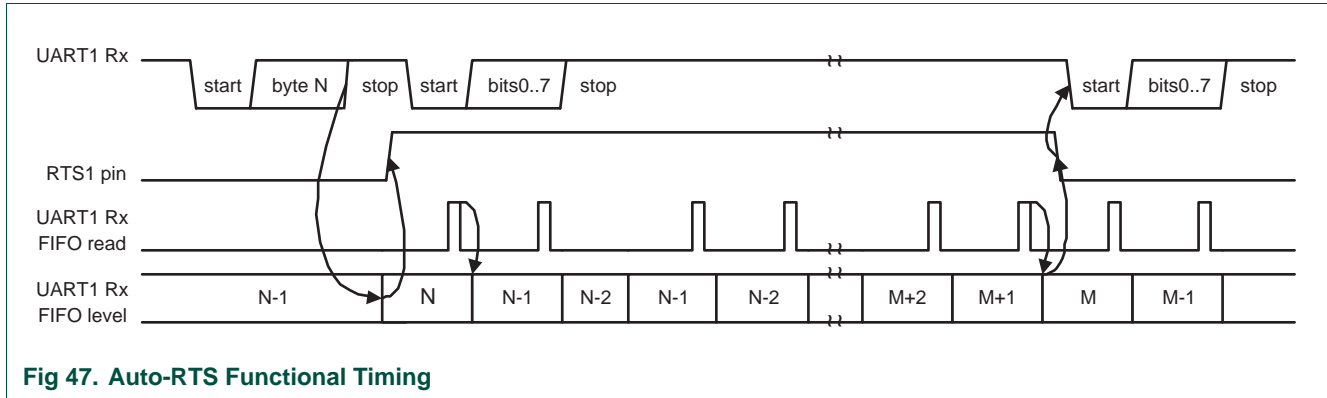 UART1 Rx
start byte N stop start bits0..7 stop start bits0..7 stop
RTS1 pin
UART1 Rx
FIFO read
UART1 Rx
FIFO level
N-1 N N-1 N-2 N-1 N-2 M+2 M+1 M M-1
Fig 47. Auto-RTS Functional Timing